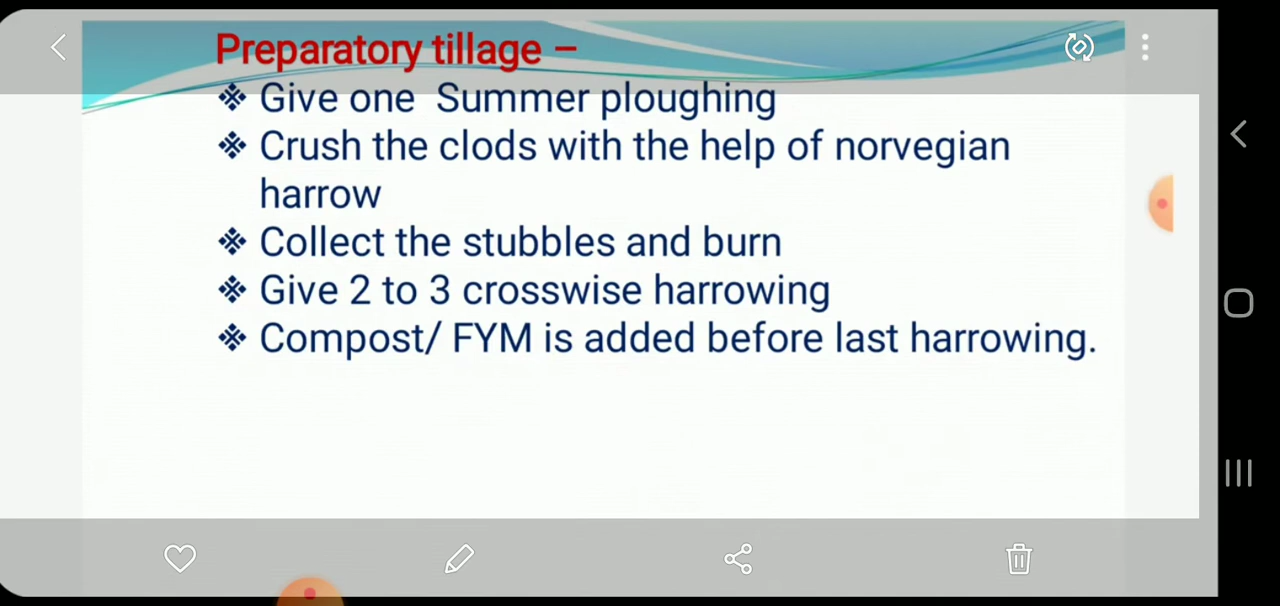 Preparatory tillage –
❖ Give one Summer ploughing
❖ Crush the clods with the help of norvegian
harrow
❖ Collect the stubbles and burn
❖ Give 2 to 3 crosswise harrowing
❖ Compost/ FYM is added before last harrowing.